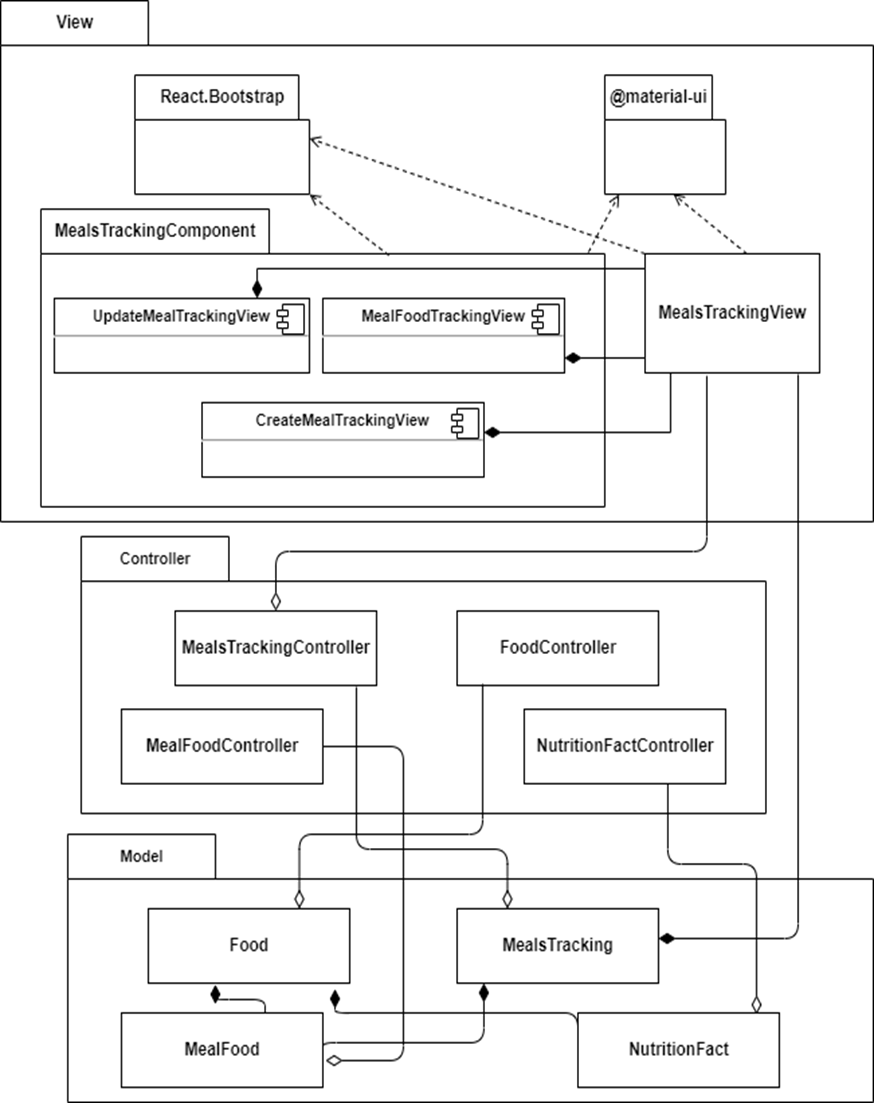 View
React.Bootstrap
@material-ui
MealsTrackingComponent
UpdateMealTrackingView
MealFoodTrackingView
MealsTrackingView
CreateMealTrackingView
Controller
MealsTrackingController
FoodController
MealFoodController
NutritionFactController
Model
Food
MealsTracking
MealFood
NutritionFact